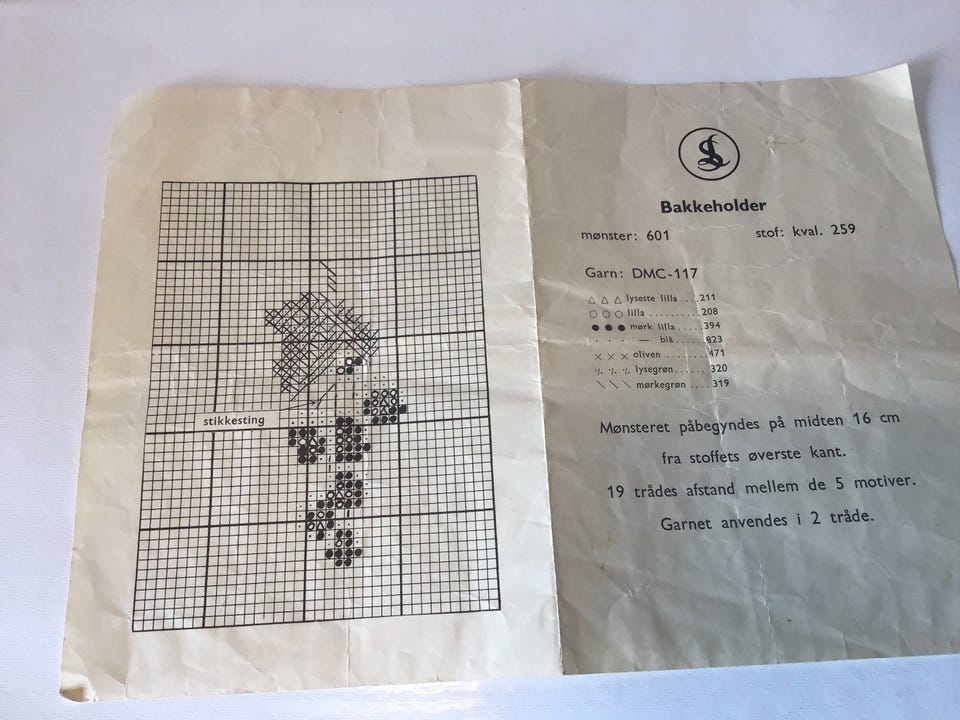 stikkesting
Bakkeholder
mønster: 601 stof: kval. 259
Garn: DMC-117
△ △ △ lyseste lilla .... 211
○ ○ ○ lilla .......... 208
● ● ● mørk lilla ..... 394
· · · — blå ...... 823
× × × oliven ........ 471
·/. ·/. ·/. lysegrøn ...... 320
\ \ \ mørkegrøn .... 319
Mønsteret påbegyndes på midten 16 cm
fra stoffets øverste kant.
19 trådes afstand mellem de 5 motiver.
Garnet anvendes i 2 tråde.